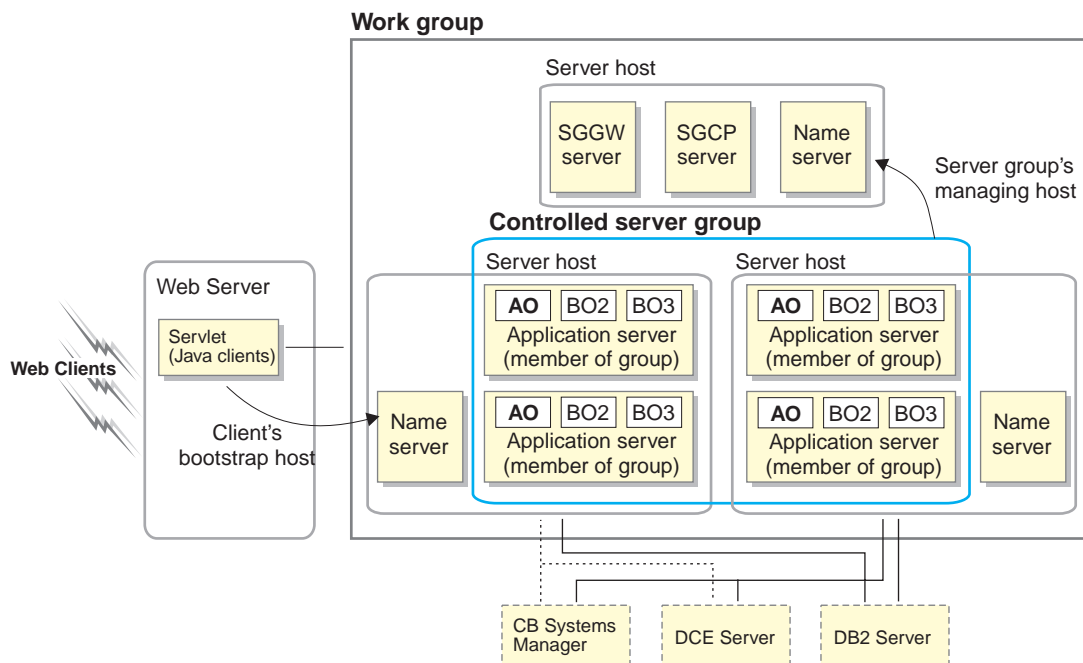 Work group
Server host
SGGW
server
SGCP
server
Name
server
Server group's
managing host
Controlled server group
Server host
Server host
Web Server
Servlet
(Java clients)
Web Clients
Client's
bootstrap host
Name
server
AO BO2 BO3
Application server
(member of group)
AO BO2 BO3
Application server
(member of group)
AO BO2 BO3
Application server
(member of group)
AO BO2 BO3
Application server
(member of group)
Name
server
CB Systems
Manager
DCE Server
DB2 Server